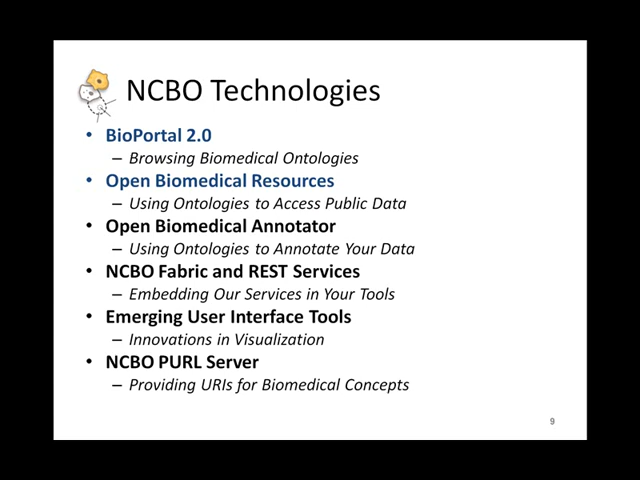 NCBO Technologies
• BioPortal 2.0
– Browsing Biomedical Ontologies
• Open Biomedical Resources
– Using Ontologies to Access Public Data
• Open Biomedical Annotator
– Using Ontologies to Annotate Your Data
• NCBO Fabric and REST Services
– Embedding Our Services in Your Tools
• Emerging User Interface Tools
– Innovations in Visualization
• NCBO PURL Server
– Providing URIs for Biomedical Concepts
9